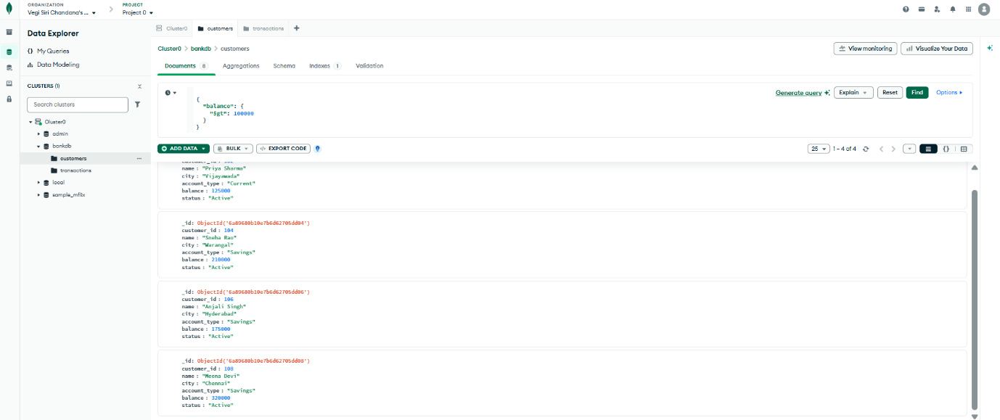 ORGANIZATION
Vegi Siri Chandana's ...
PROJECT
Project 0
Data Explorer
My Queries
Data Modeling
CLUSTERS (1)
Search clusters
Cluster0
admin
bankdb
customers
transactions
local
sample_mflix
Cluster0
customers
transactions
Cluster0 > bankdb > customers
View monitoring
Visualize Your Data
Documents 8
Aggregations
Schema
Indexes 1
Validation
{
"balance": {
"$gt": 100000
}
}
Generate query
Explain
Reset
Find
Options
ADD DATA
BULK
EXPORT CODE
25
1 – 4 of 4
name : "Priya Sharma"
city : "Vijayawada"
account_type : "Current"
balance : 125000
status : "Active"
_id: ObjectId('6a89680b10e7b6d62705dd04')
customer_id : 104
name : "Sneha Rao"
city : "Warangal"
account_type : "Savings"
balance : 210000
status : "Active"
_id: ObjectId('6a89680b10e7b6d62705dd06')
customer_id : 106
name : "Anjali Singh"
city : "Hyderabad"
account_type : "Savings"
balance : 175000
status : "Active"
_id: ObjectId('6a89680b10e7b6d62705dd08')
customer_id : 108
name : "Meena Devi"
city : "Chennai"
account_type : "Savings"
balance : 320000
status : "Active"